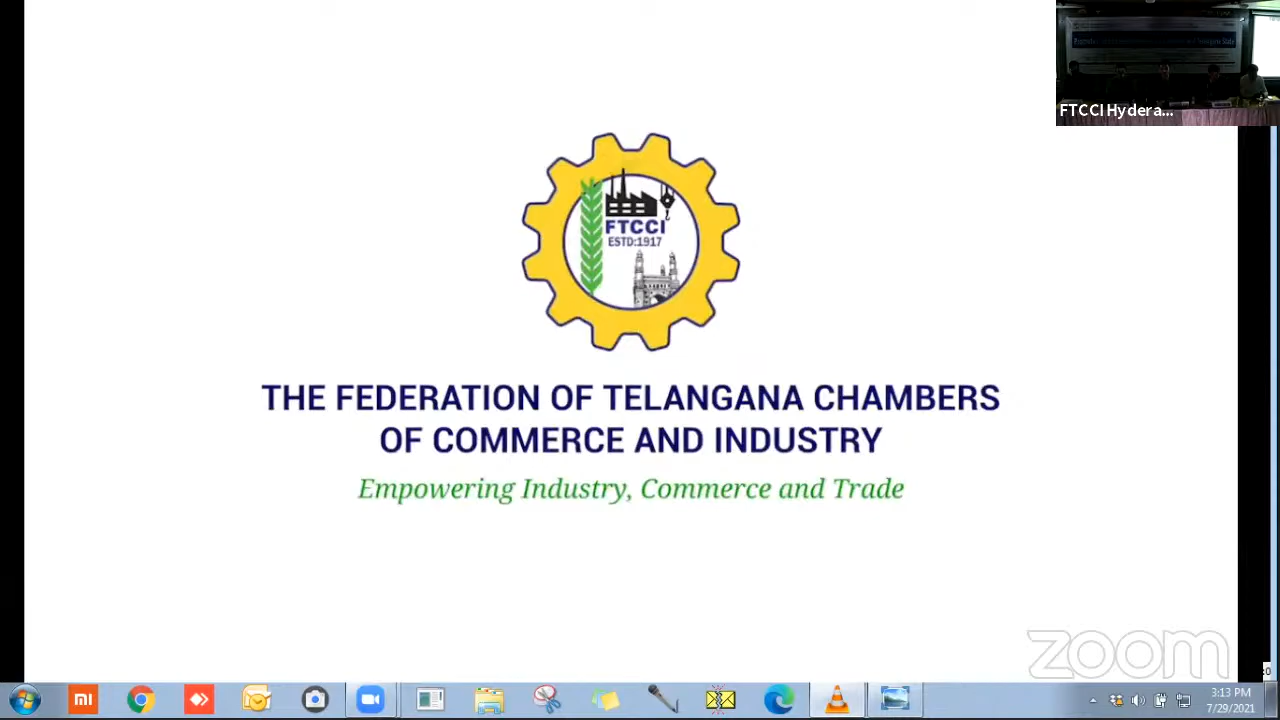 FTCCI Hydera...
FTCCI
ESTD:1917
THE FEDERATION OF TELANGANA CHAMBERS
OF COMMERCE AND INDUSTRY
Empowering Industry, Commerce and Trade
zoom
3:13 PM
7/29/2021